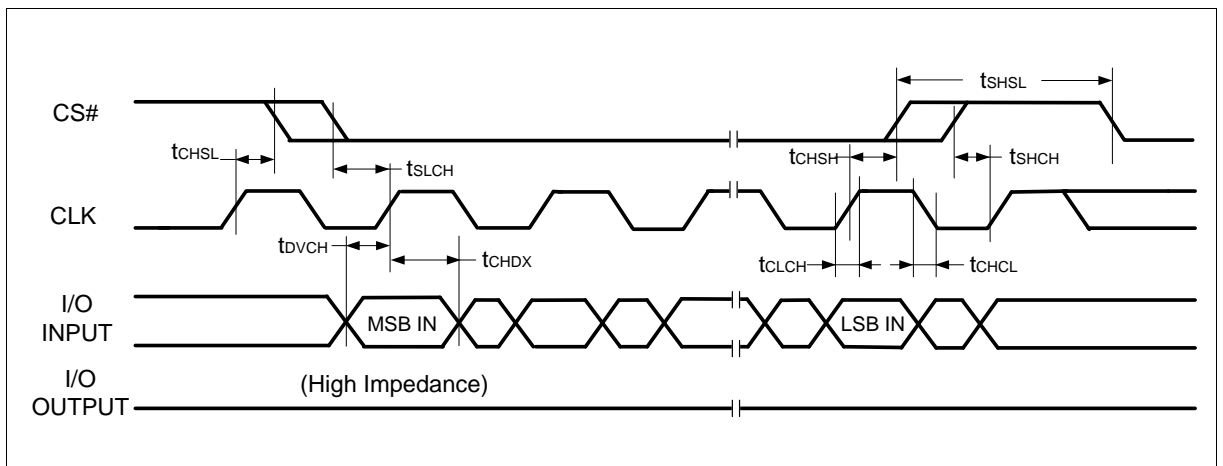 tSHSL
CS#
tCHSL
tSLCH
tCHSH
tSHCH
CLK
tDVCH
tCHDX
tCLCH
tCHCL
I/O
INPUT
MSB IN
LSB IN
I/O
OUTPUT
(High Impedance)